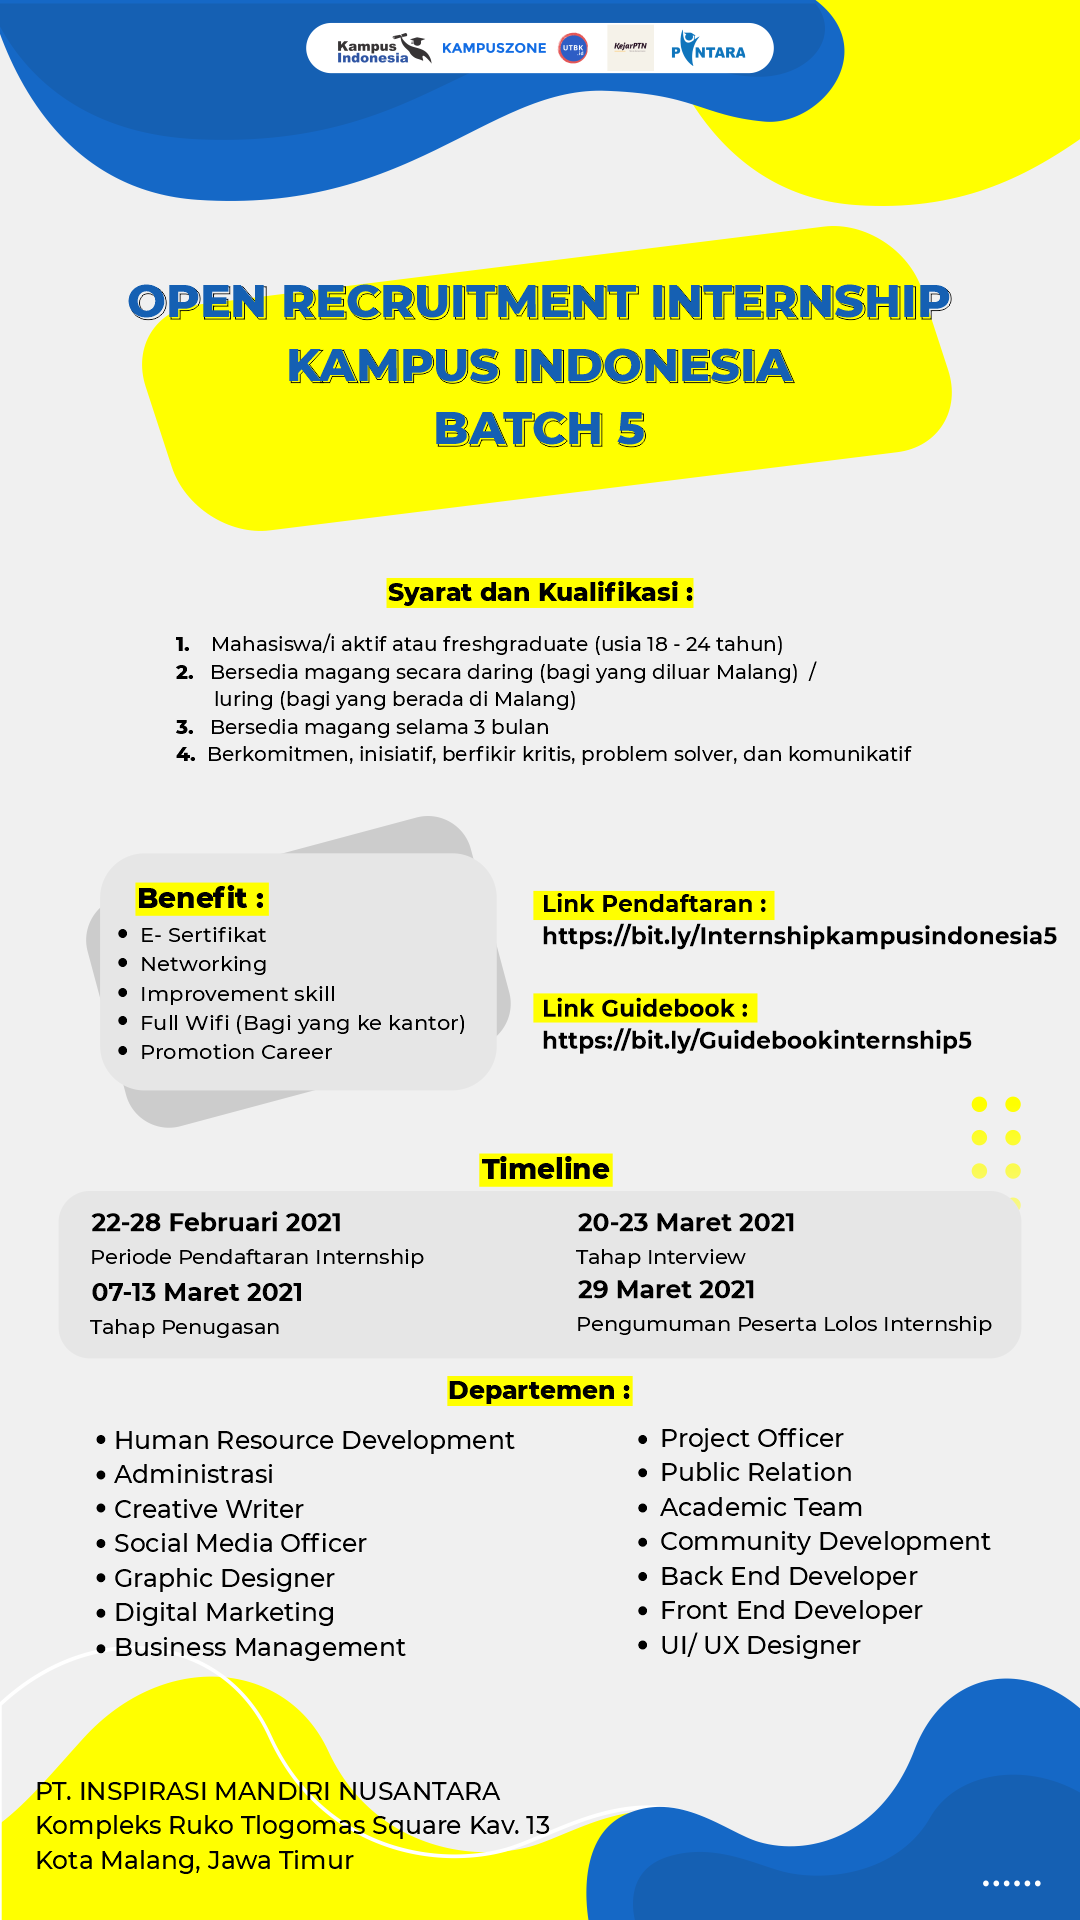 Kampus
Indonesia
KAMPUSZONE
UTBK
.id
KejarPTN
PINTARA
OPEN RECRUITMENT INTERNSHIP
KAMPUS INDONESIA
BATCH 5
Syarat dan Kualifikasi :
1. Mahasiswa/i aktif atau freshgraduate (usia 18 - 24 tahun)
2. Bersedia magang secara daring (bagi yang diluar Malang) /
luring (bagi yang berada di Malang)
3. Bersedia magang selama 3 bulan
4. Berkomitmen, inisiatif, berfikir kritis, problem solver, dan komunikatif
Benefit :
• E- Sertifikat
• Networking
• Improvement skill
• Full Wifi (Bagi yang ke kantor)
• Promotion Career
Link Pendaftaran :
https://bit.ly/Internshipkampusindonesia5
Link Guidebook :
https://bit.ly/Guidebookinternship5
Timeline
22-28 Februari 2021
Periode Pendaftaran Internship
07-13 Maret 2021
Tahap Penugasan
20-23 Maret 2021
Tahap Interview
29 Maret 2021
Pengumuman Peserta Lolos Internship
Departemen :
• Human Resource Development
• Administrasi
• Creative Writer
• Social Media Officer
• Graphic Designer
• Digital Marketing
• Business Management
• Project Officer
• Public Relation
• Academic Team
• Community Development
• Back End Developer
• Front End Developer
• UI/ UX Designer
PT. INSPIRASI MANDIRI NUSANTARA
Kompleks Ruko Tlogomas Square Kav. 13
Kota Malang, Jawa Timur